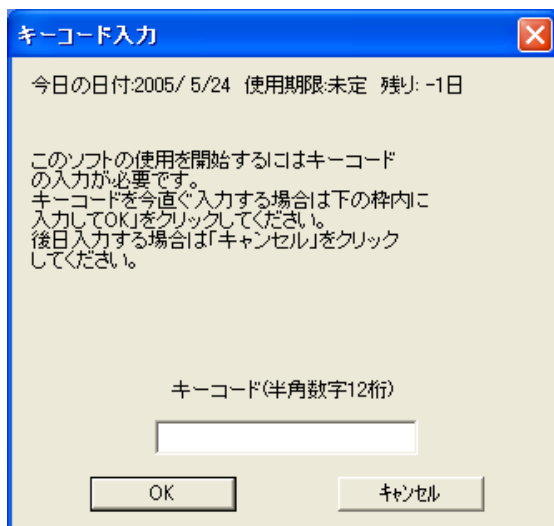 キーコード入力
今日の日付:2005/ 5/24 使用期限:未定 残り: -1日
このソフトの使用を開始するにはキーコード
の入力が必要です。
キーコードを今直ぐ入力する場合は下の枠内に
入力してOK」をクリックしてください。
後日入力する場合は「キャンセル」をクリック
してください。
キーコード(半角数字12桁)
OK
キャンセル